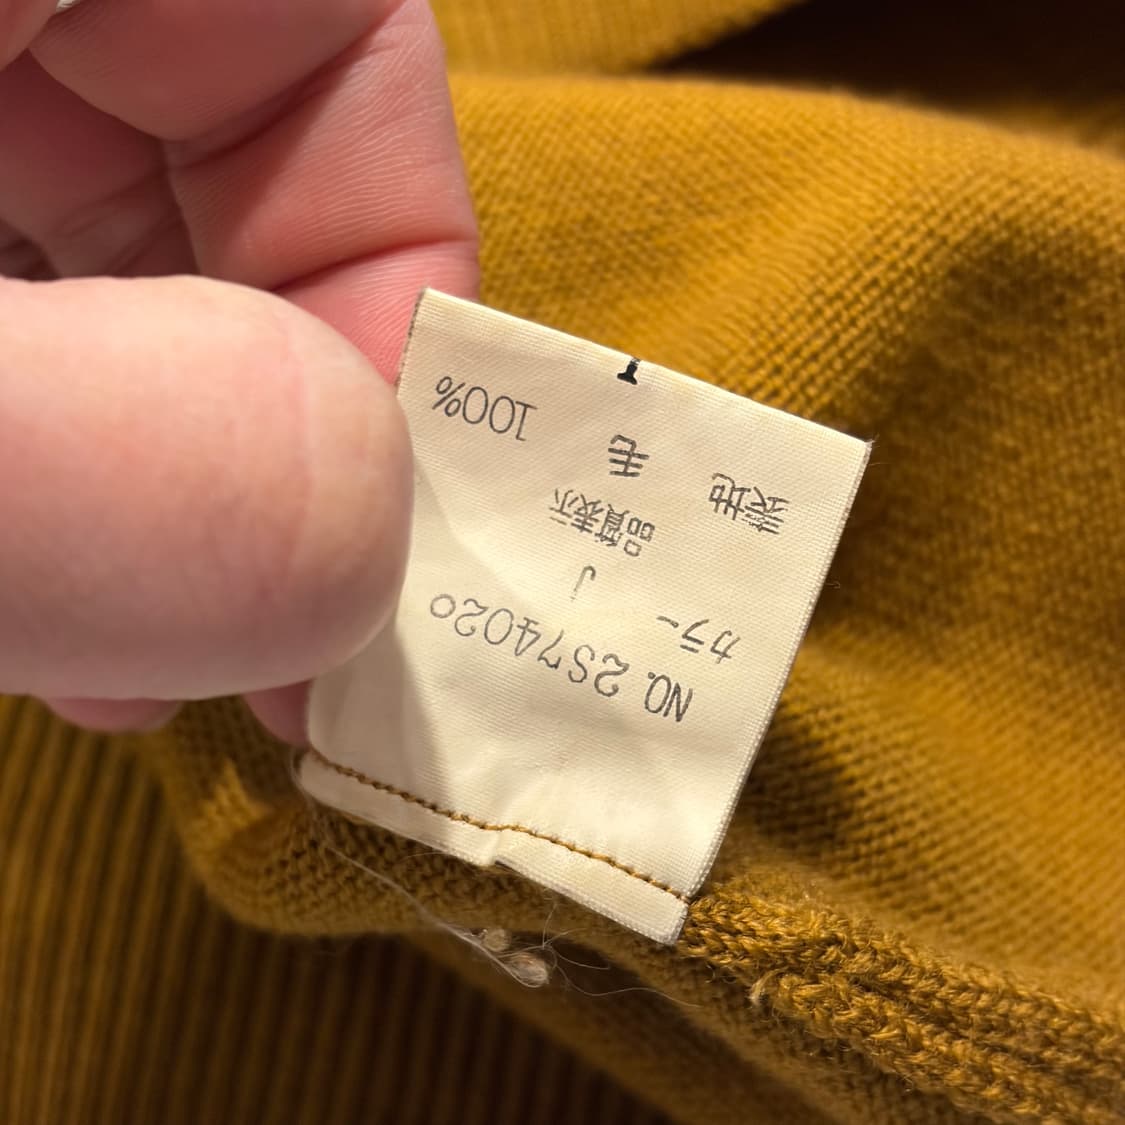 NO. 2S74020
カラー J
品質表示
表地 毛 100%